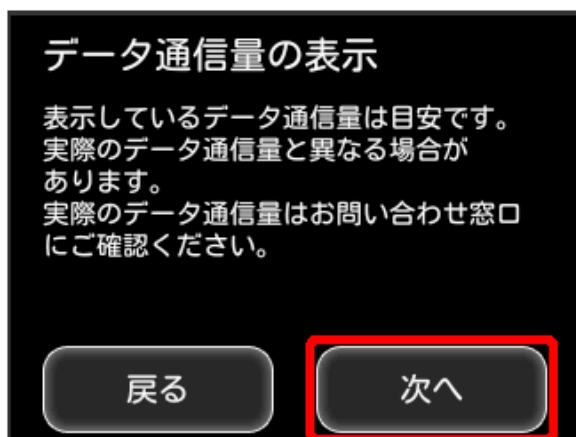 データ通信量の表示
表示しているデータ通信量は目安です。
実際のデータ通信量と異なる場合が
あります。
実際のデータ通信量はお問い合わせ窓口
にご確認ください。
戻る
次へ